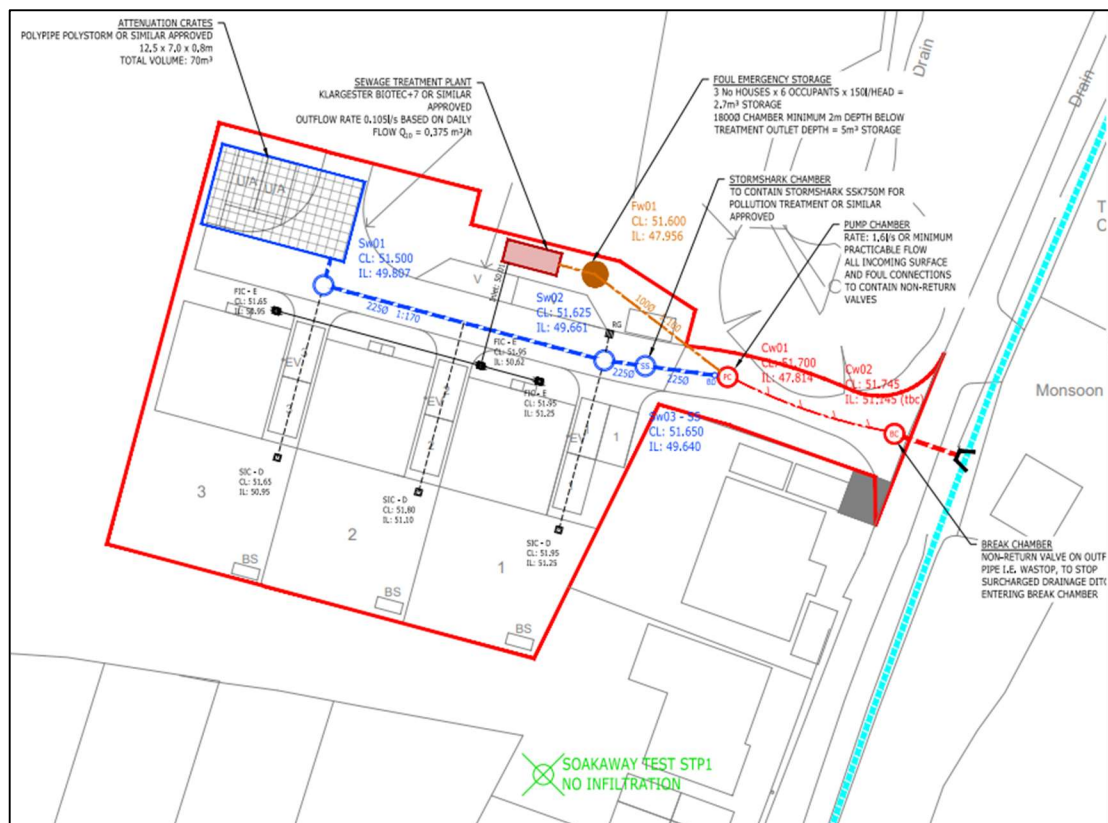 ATTENUATION CRATES
POLYPIPE POLYSTORM OR SIMILAR APPROVED
12.5 x 7.0 x 0.8m
TOTAL VOLUME: 70m³
SEWAGE TREATMENT PLANT
KLARGESTER BIOTEC+7 OR SIMILAR
APPROVED
OUTFLOW RATE 0.105l/s BASED ON DAILY
FLOW Q10 = 0.375 m³/h
FOUL EMERGENCY STORAGE
3 No HOUSES x 6 OCCUPANTS x 150l/HEAD =
2.7m³ STORAGE
1800Ø CHAMBER MINIMUM 2m DEPTH BELOW
TREATMENT OUTLET DEPTH = 5m³ STORAGE
Drain
Drain
STORMSHARK CHAMBER
TO CONTAIN STORMSHARK SSK750M FOR
POLLUTION TREATMENT OR SIMILAR
APPROVED
PUMP CHAMBER
RATE: 1.6l/s OR MINIMUM
PRACTICABLE FLOW
ALL INCOMING SURFACE
AND FOUL CONNECTIONS
TO CONTAIN NON-RETURN
VALVES
Fw01
CL: 51.600
IL: 47.956
Sw01
CL: 51.500
IL: 49.807
FIC - E
CL: 51.65
IL: 50.95
225Ø 1:170
Sw02
CL: 51.625
IL: 49.661
RG
100Ø 1:100
FIC - E
CL: 51.95
IL: 50.62
FIC - E
CL: 51.95
IL: 51.25
225Ø
SS
225Ø
PC
Cw01
CL: 51.700
IL: 47.814
Cw02
CL: 51.745
IL: 51.145 (tbc)
BC
Monsoon
Sw03 - SS
CL: 51.650
IL: 49.640
EV
EV
EV
1
SIC - D
CL: 51.65
IL: 50.95
SIC - D
CL: 51.80
IL: 51.10
SIC - D
CL: 51.95
IL: 51.25
3
2
1
BS
BS
BS
BREAK CHAMBER
NON-RETURN VALVE ON OUTF
PIPE I.E. WASTOP, TO STOP
SURCHARGED DRAINAGE DITC
ENTERING BREAK CHAMBER
SOAKAWAY TEST STP1
NO INFILTRATION